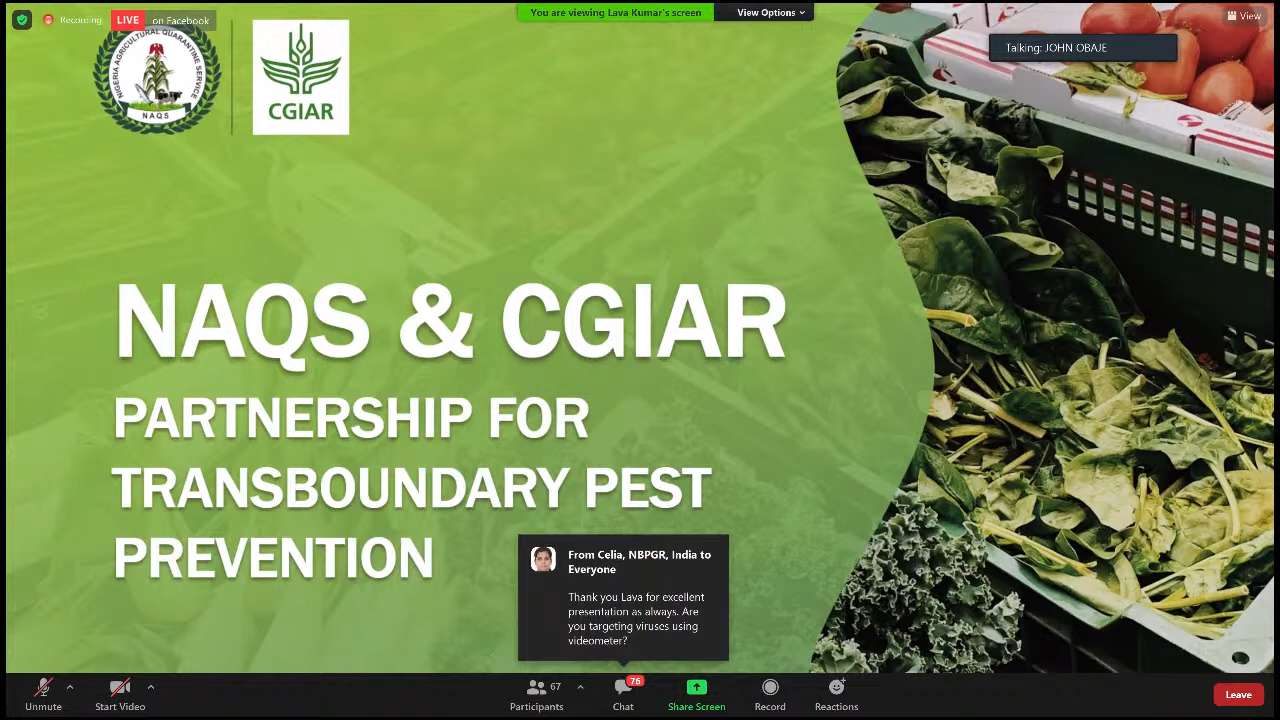 Recording
LIVE on Facebook
You are viewing Lava Kumar's screen
View Options
View
Talking: JOHN OBAJE
NIGERIA AGRICULTURAL QUARANTINE SERVICE
NAQS
CGIAR
NAQS & CGIAR
PARTNERSHIP FOR
TRANSBOUNDARY PEST
PREVENTION
From Celia, NBPGR, India to
Everyone
Thank you Lava for excellent
presentation as always. Are
you targeting viruses using
videometer?
Unmute
Start Video
67
Participants
76
Chat
Share Screen
Record
Reactions
Leave